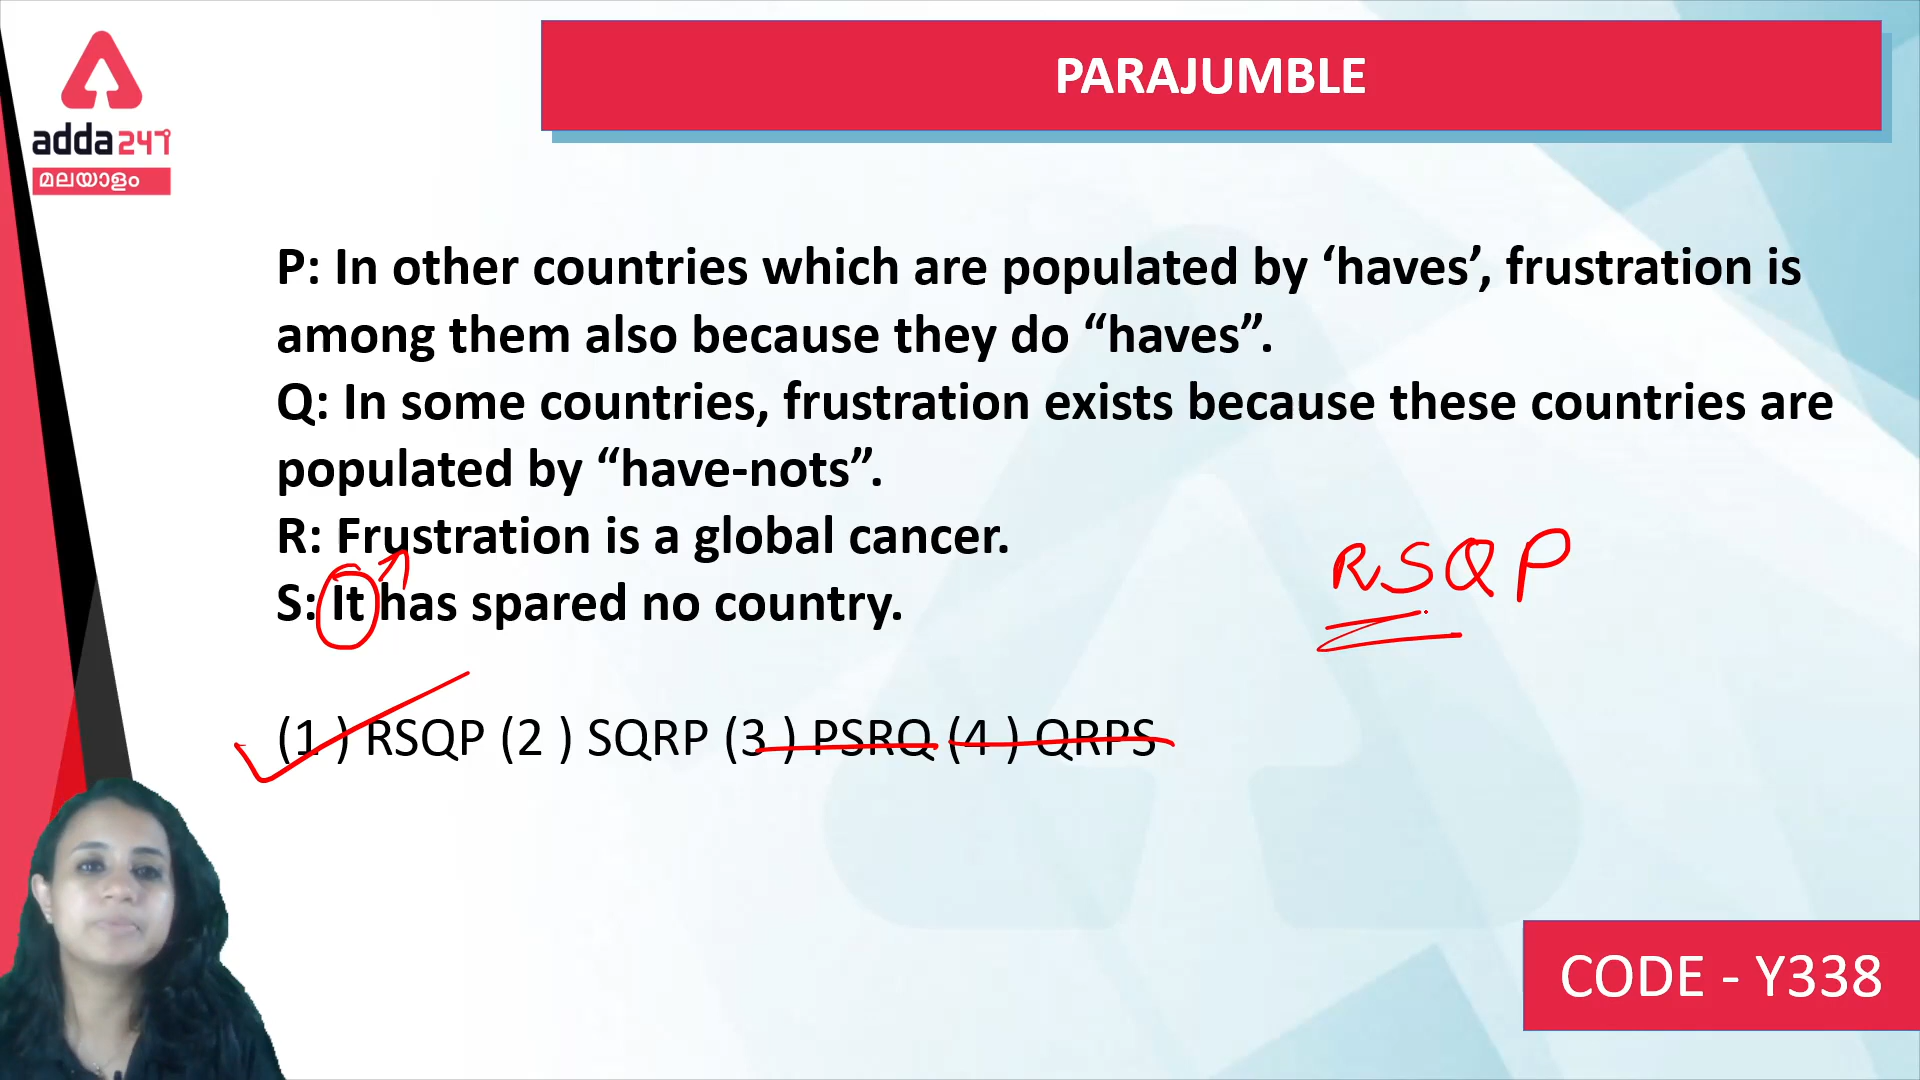 PARAJUMBLE
adda247
മലയാളം
P: In other countries which are populated by ‘haves’, frustration is
among them also because they do “haves”.
Q: In some countries, frustration exists because these countries are
populated by “have-nots”.
R: Frustration is a global cancer.
S: It has spared no country.
RSQP
(1 ) RSQP (2 ) SQRP (3 ) PSRQ (4 ) QRPS
CODE - Y338